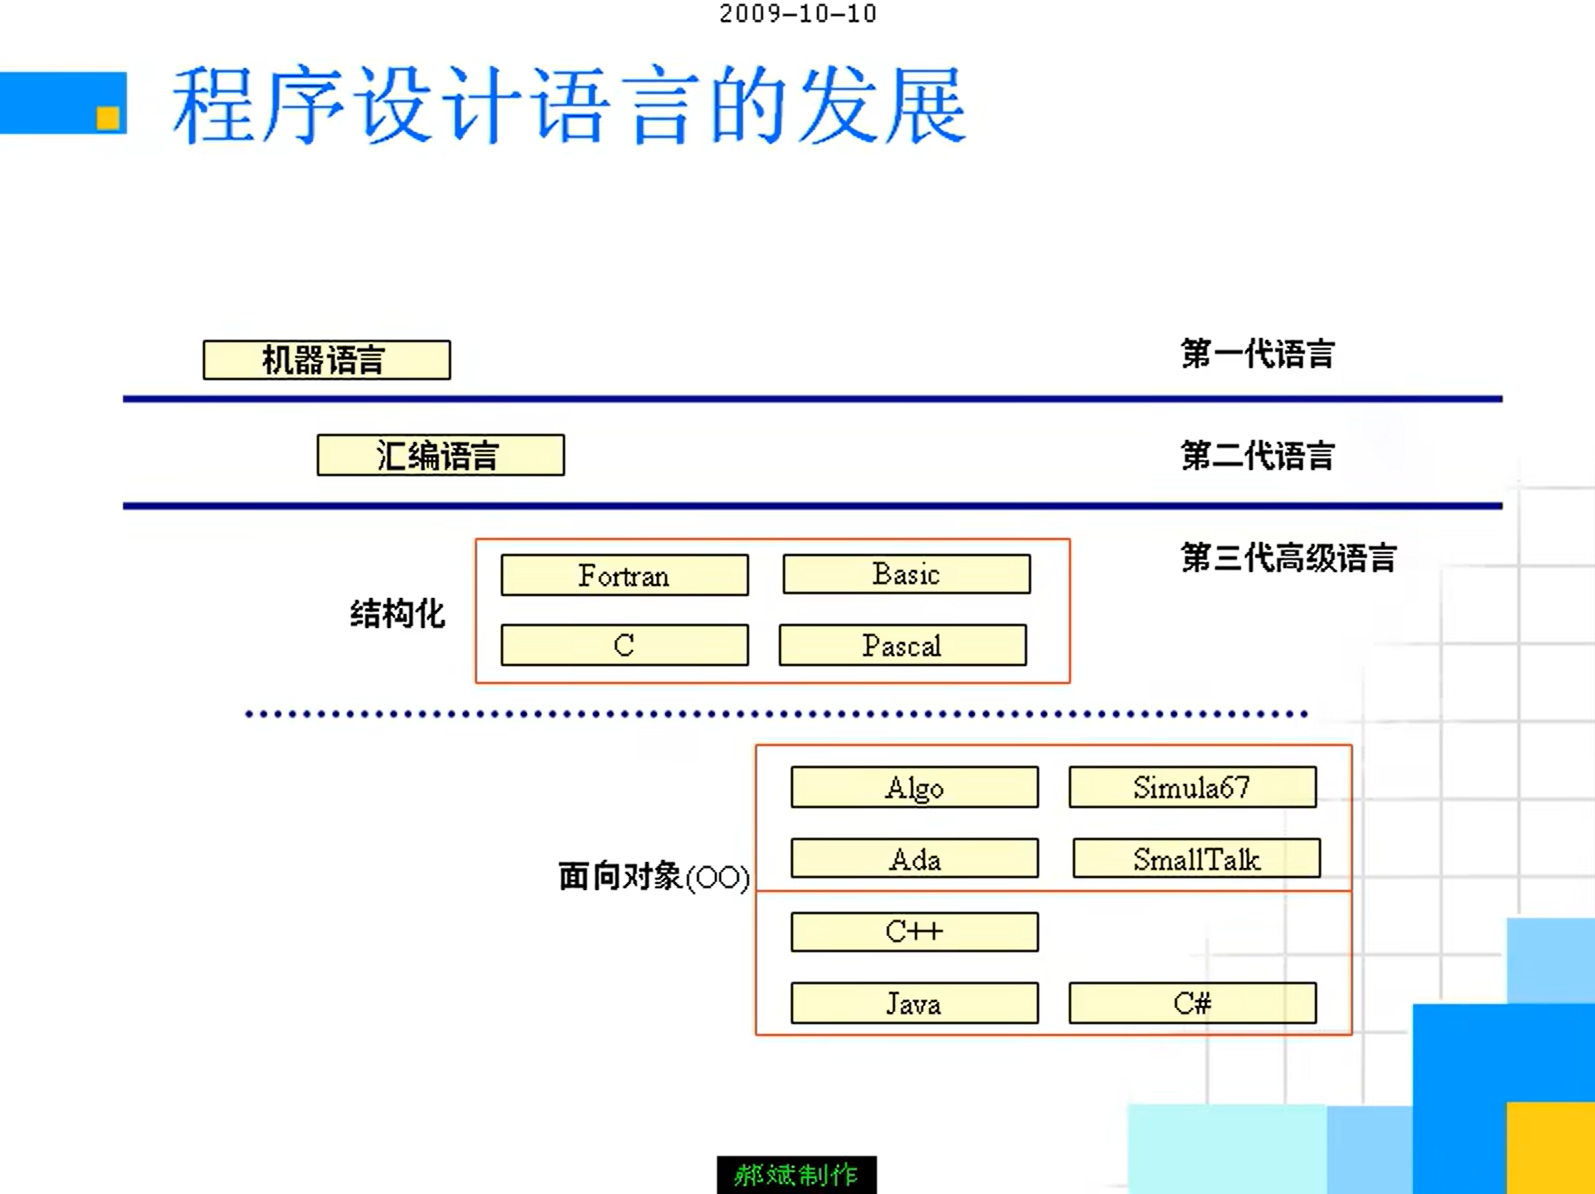 2009-10-10
程序设计语言的发展
机器语言 第一代语言
汇编语言 第二代语言
第三代高级语言
Fortran Basic
结构化
C Pascal
Algo Simula67
Ada SmallTalk
面向对象(OO)
C++
Java C#
郝斌制作